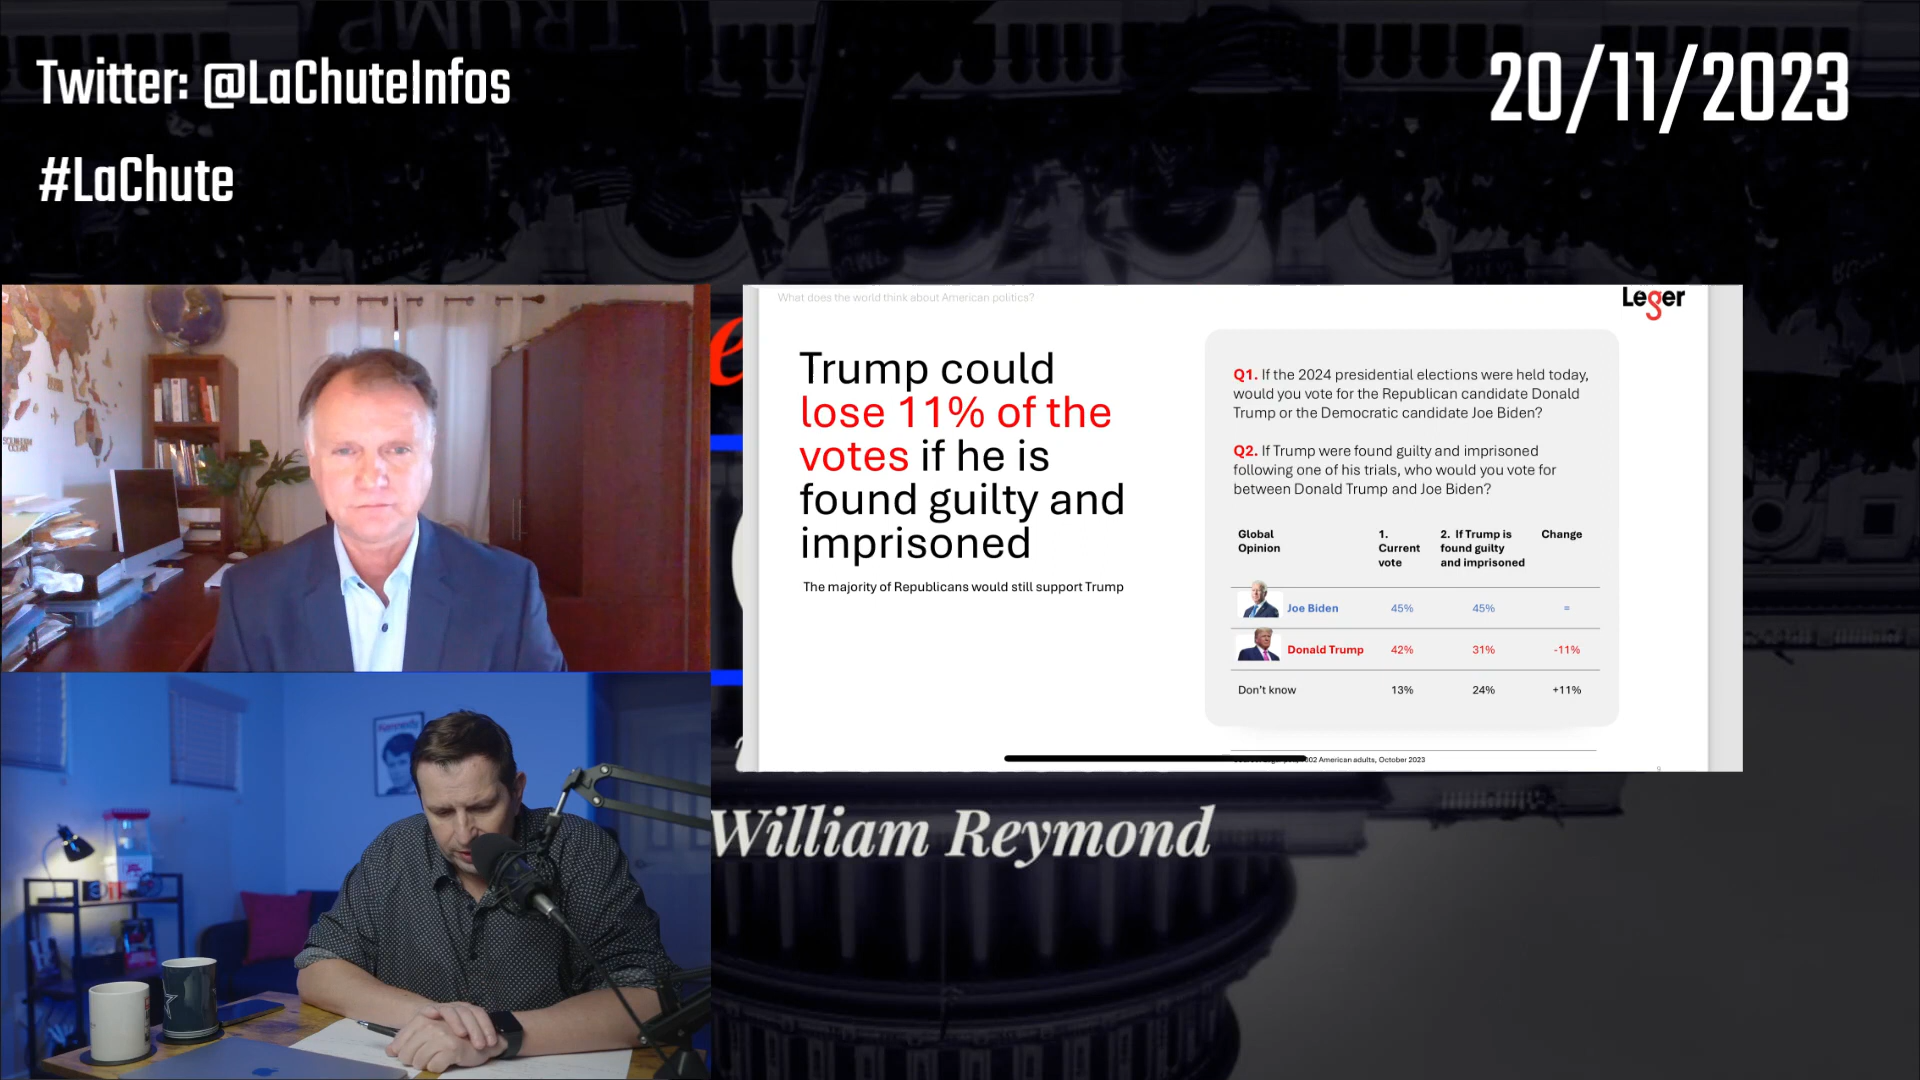 Twitter: @LaChuteInfos
#LaChute
20/11/2023
What does the world think about American politics?
Leger
Trump could
lose 11% of the
votes if he is
found guilty and
imprisoned
The majority of Republicans would still support Trump
Q1. If the 2024 presidential elections were held today,
would you vote for the Republican candidate Donald
Trump or the Democratic candidate Joe Biden?
Q2. If Trump were found guilty and imprisoned
following one of his trials, who would you vote for
between Donald Trump and Joe Biden?
Global
Opinion
1.
Current
vote
2. If Trump is
found guilty
and imprisoned
Change
Joe Biden 45% 45% =
Donald Trump 42% 31% -11%
Don't know 13% 24% +11%
American adults, October 2023
9
William Reymond
Kennedy
TRUMP